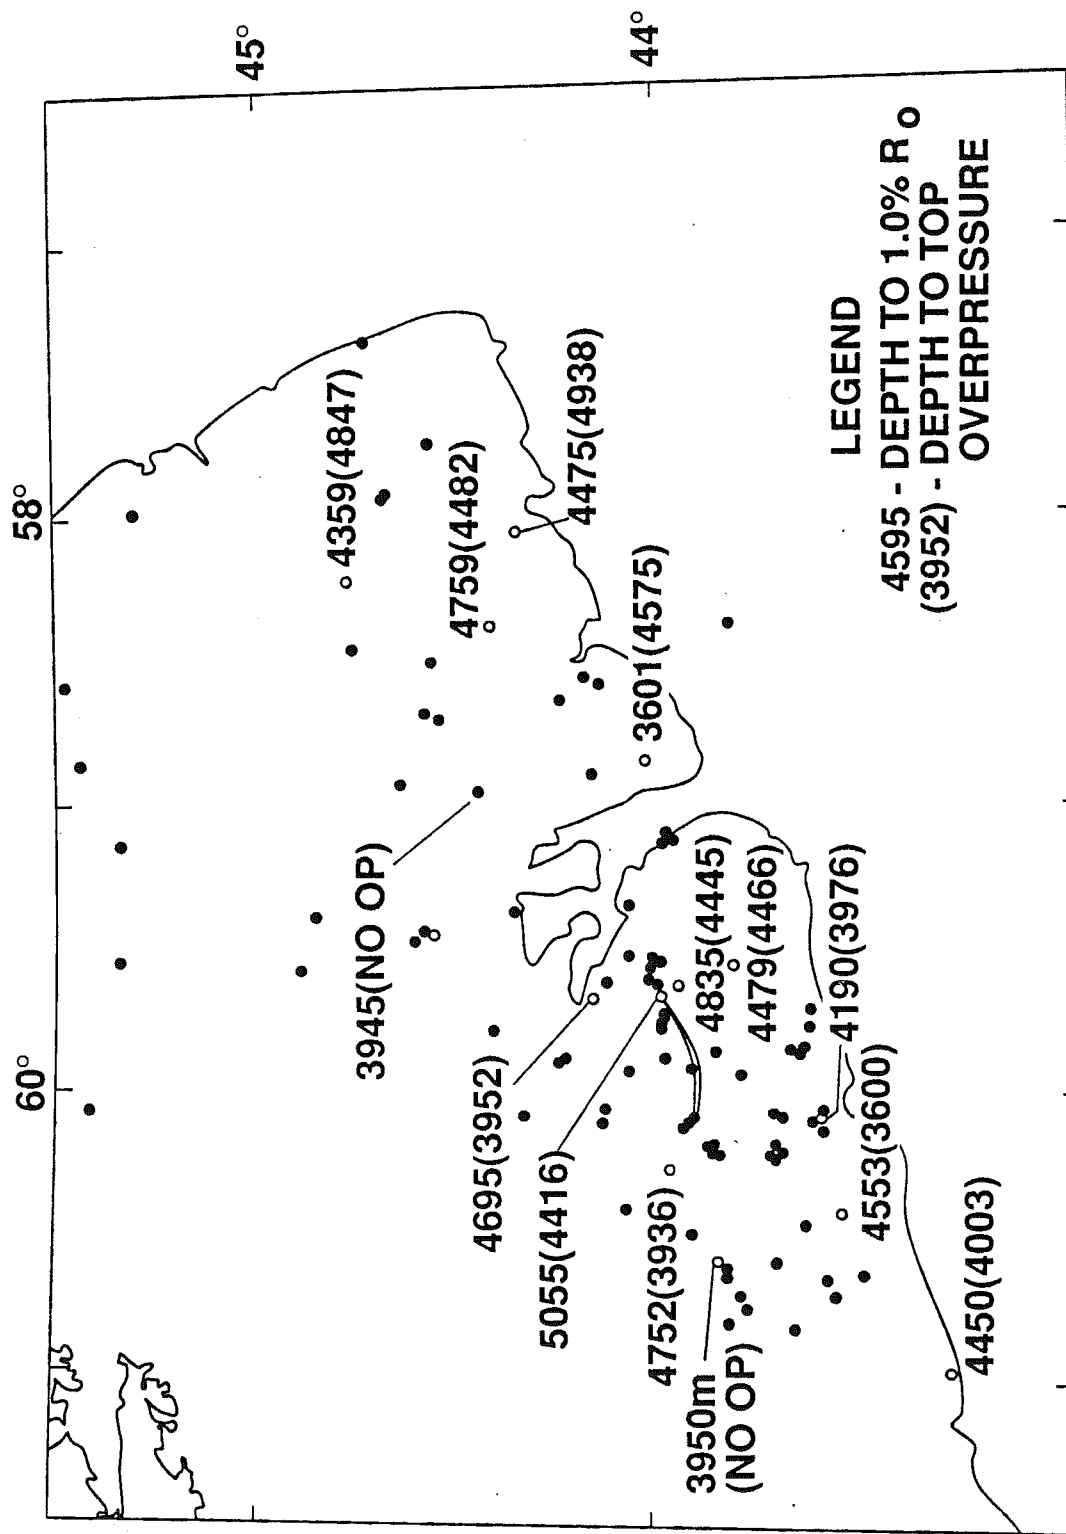 60°
58°
45°
44°
4359(4847)
4759(4482)
4475(4938)
3945(NO OP)
3601(4575)
4695(3952)
5055(4416)
4835(4445)
4479(4466)
4752(3936)
4190(3976)
4553(3600)
3950m
(NO OP)
4450(4003)
LEGEND
4595 - DEPTH TO 1.0% Ro
(3952) - DEPTH TO TOP
OVERPRESSURE